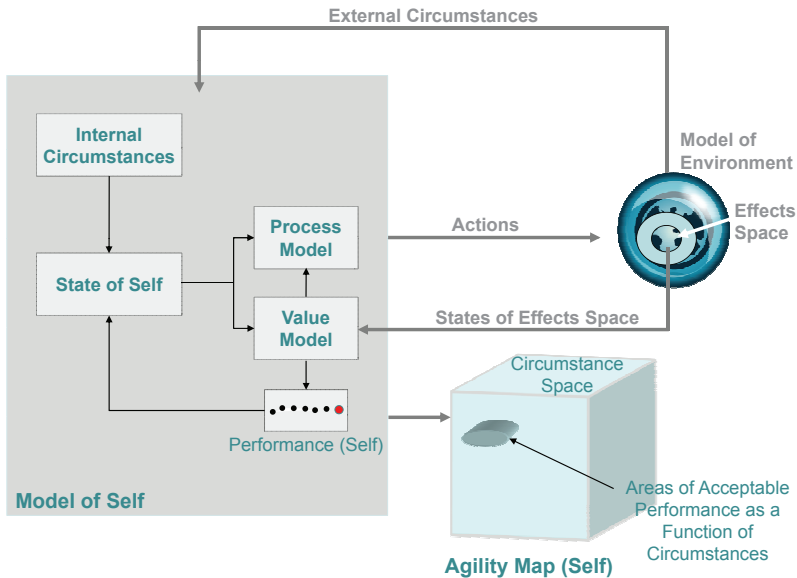 External Circumstances
Internal
Circumstances
Model of
Environment
Process
Model
Actions
Effects
Space
State of Self
Value
Model
States of Effects Space
Circumstance
Space
Performance (Self)
Model of Self
Areas of Acceptable
Performance as a
Function of
Circumstances
Agility Map (Self)